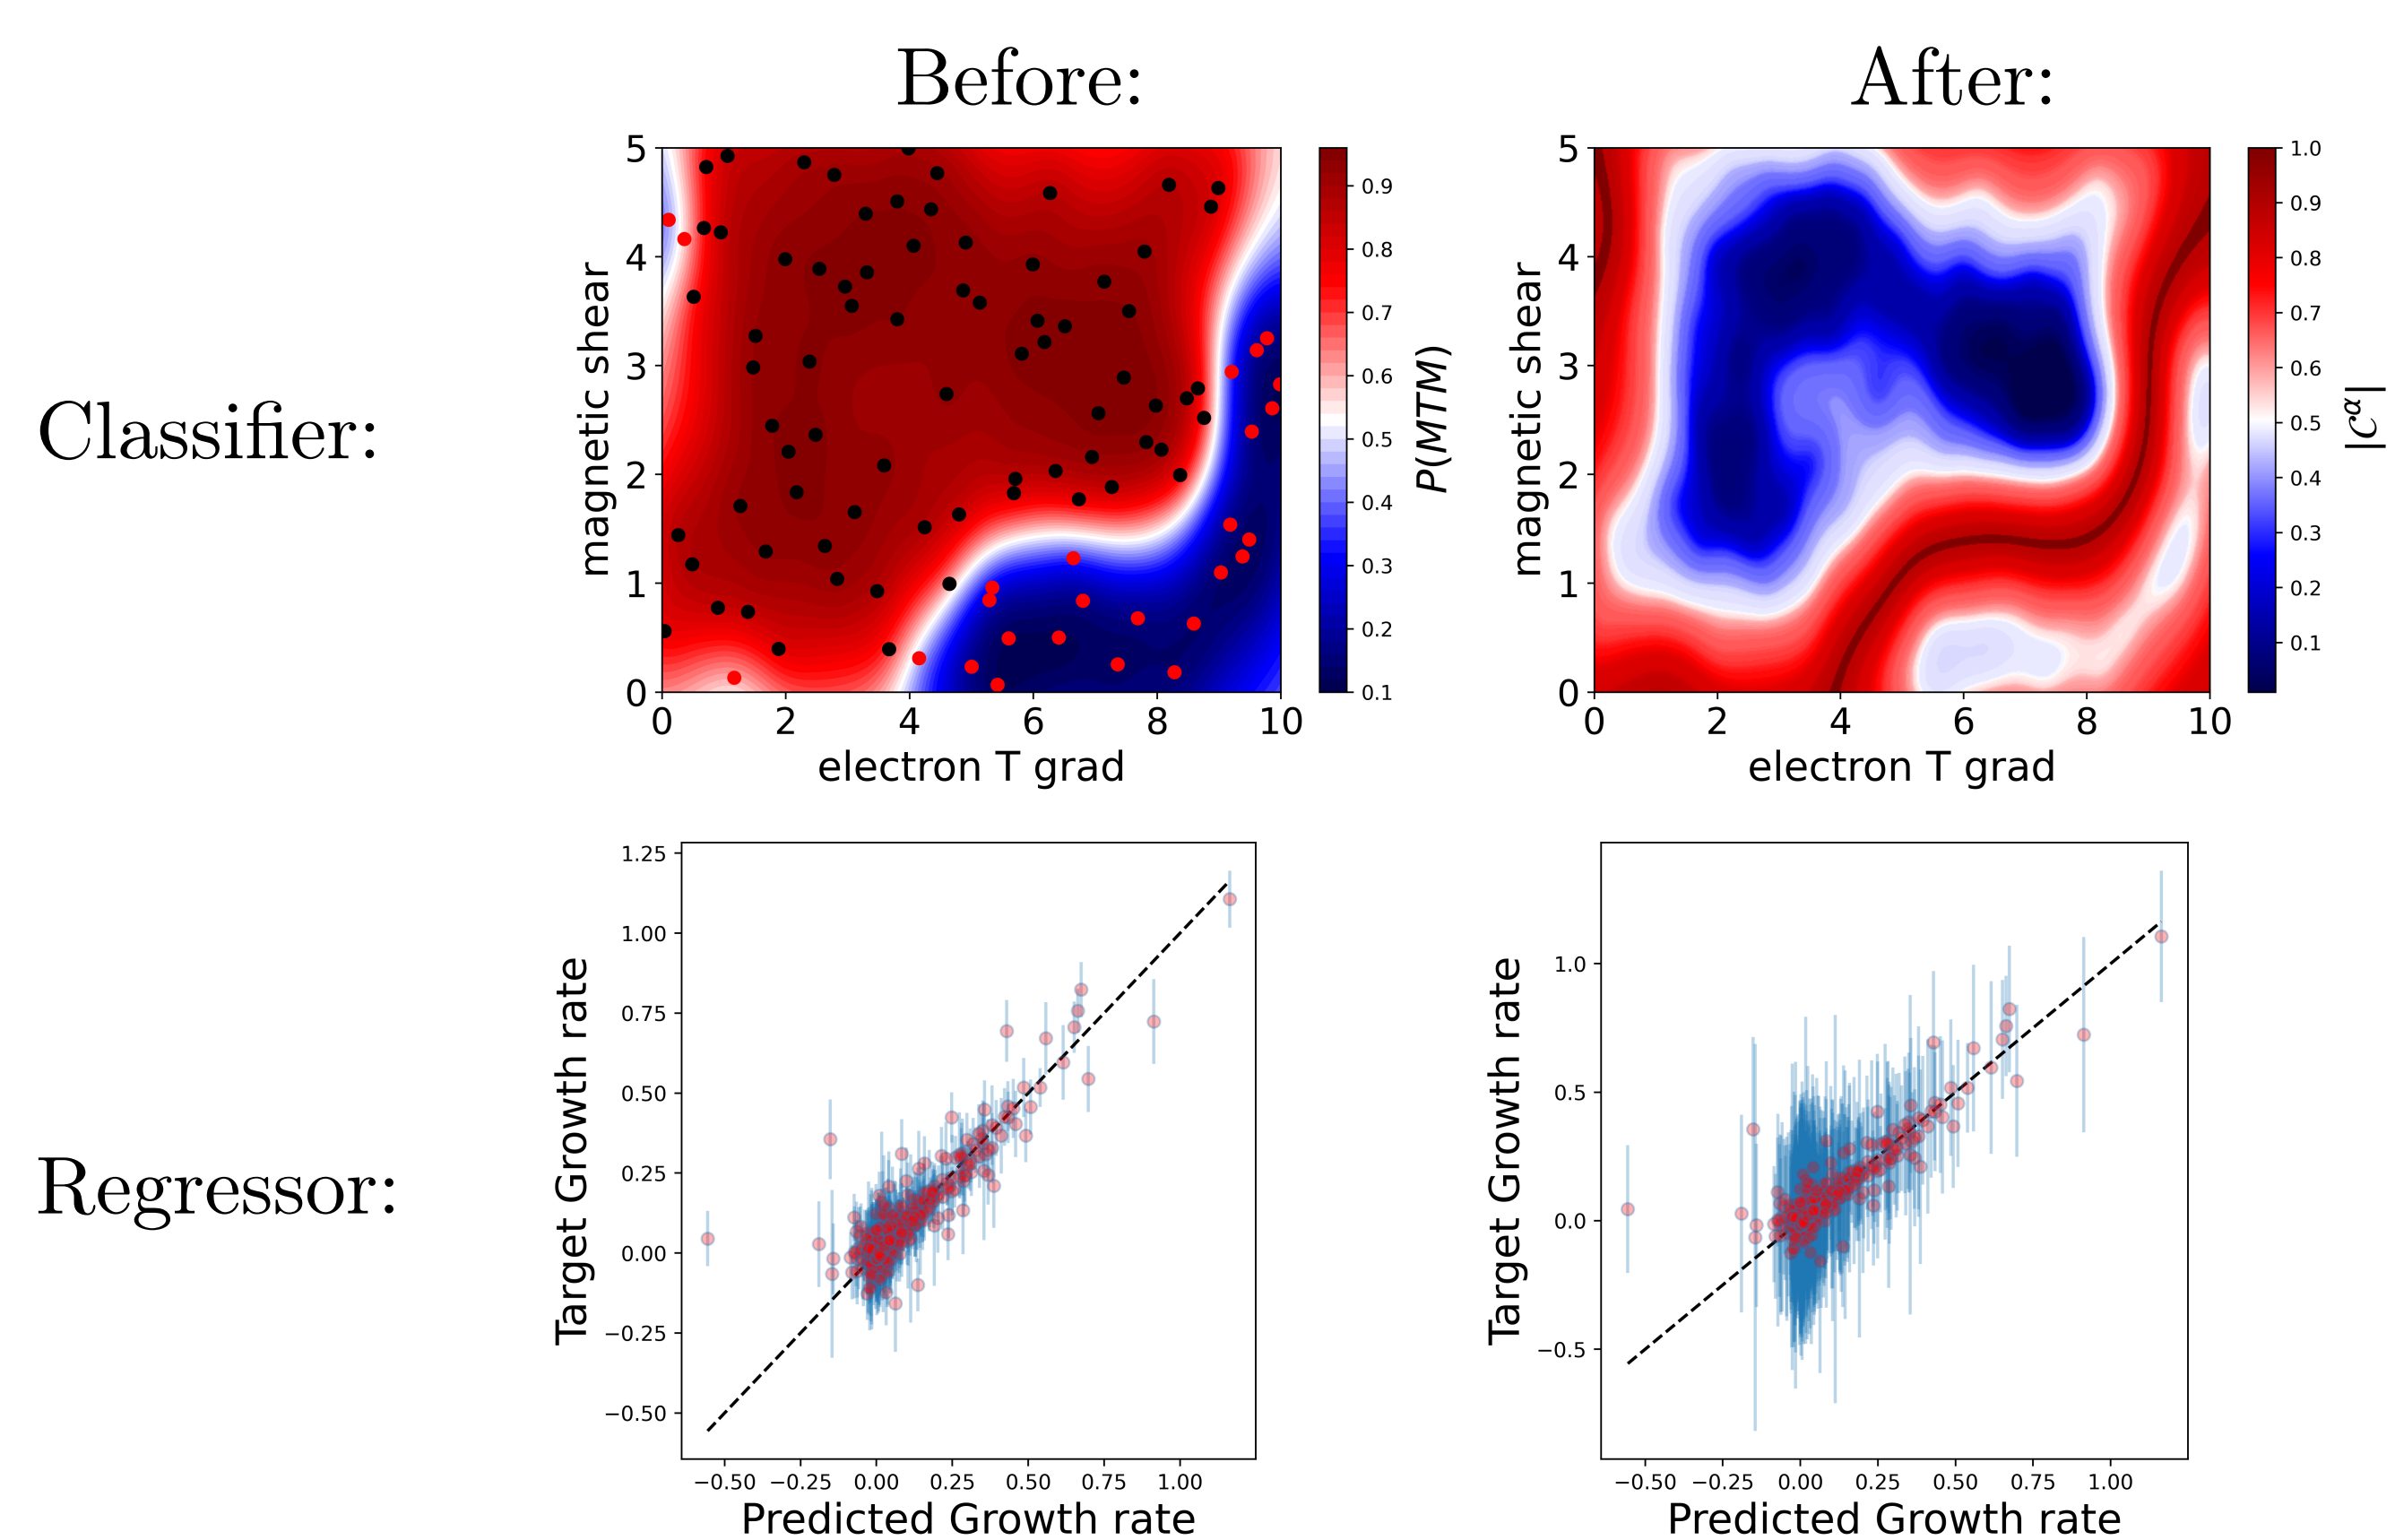 Before:
After:
Classifier:
5
4
3
2
1
0
magnetic shear
0 2 4 6 8 10
electron T grad
0.9
0.8
0.7
0.6
0.5
0.4
0.3
0.2
0.1
P(MTM)
5
4
3
2
1
0
magnetic shear
0 2 4 6 8 10
electron T grad
1.0
0.9
0.8
0.7
0.6
0.5
0.4
0.3
0.2
0.1
|𝒞^α|
Regressor:
1.25
1.00
0.75
0.50
0.25
0.00
−0.25
−0.50
Target Growth rate
−0.50 −0.25 0.00 0.25 0.50 0.75 1.00
Predicted Growth rate
1.0
0.5
0.0
−0.5
Target Growth rate
−0.50 −0.25 0.00 0.25 0.50 0.75 1.00
Predicted Growth rate